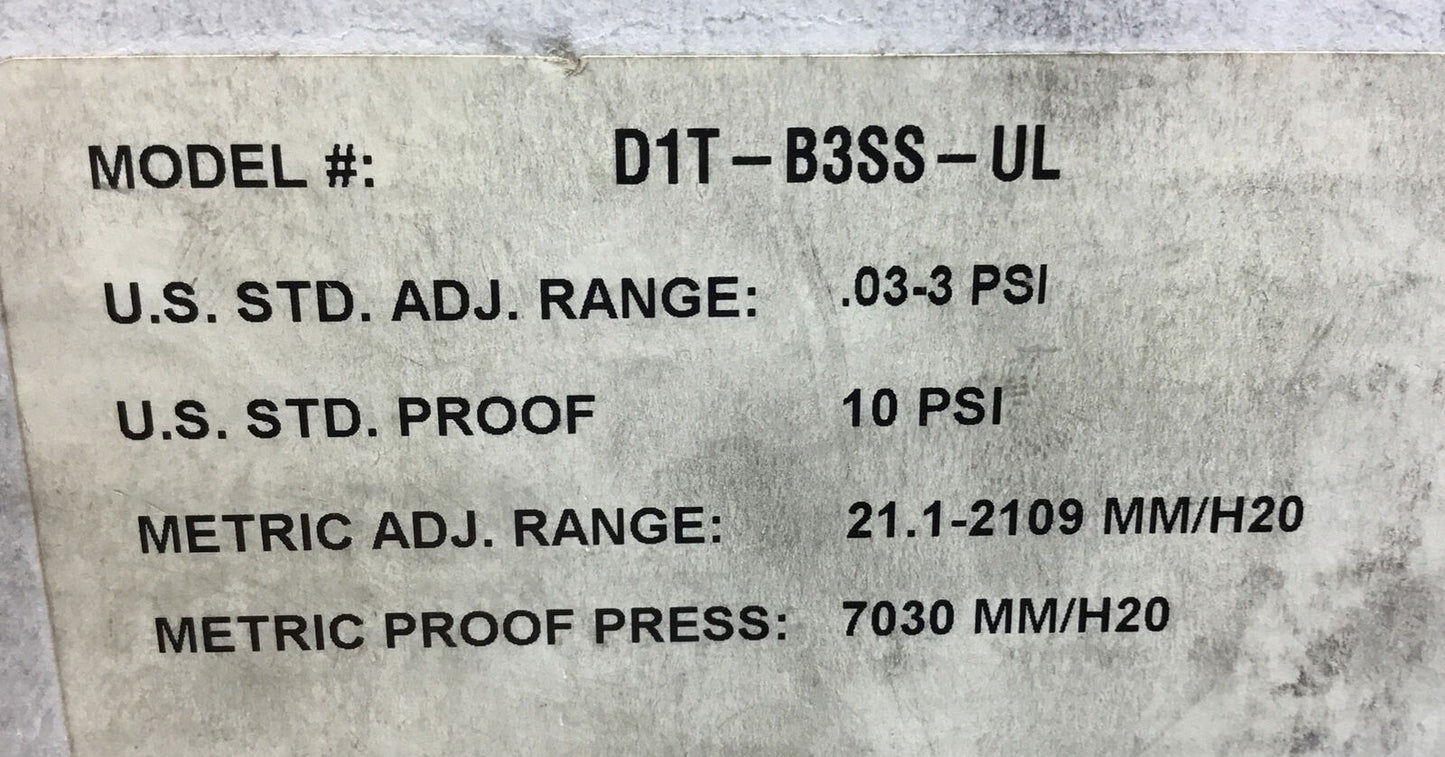 MODEL #: D1T-B3SS-UL
U.S. STD. ADJ. RANGE: .03-3 PSI
U.S. STD. PROOF 10 PSI
METRIC ADJ. RANGE: 21.1-2109 MM/H20
METRIC PROOF PRESS: 7030 MM/H20